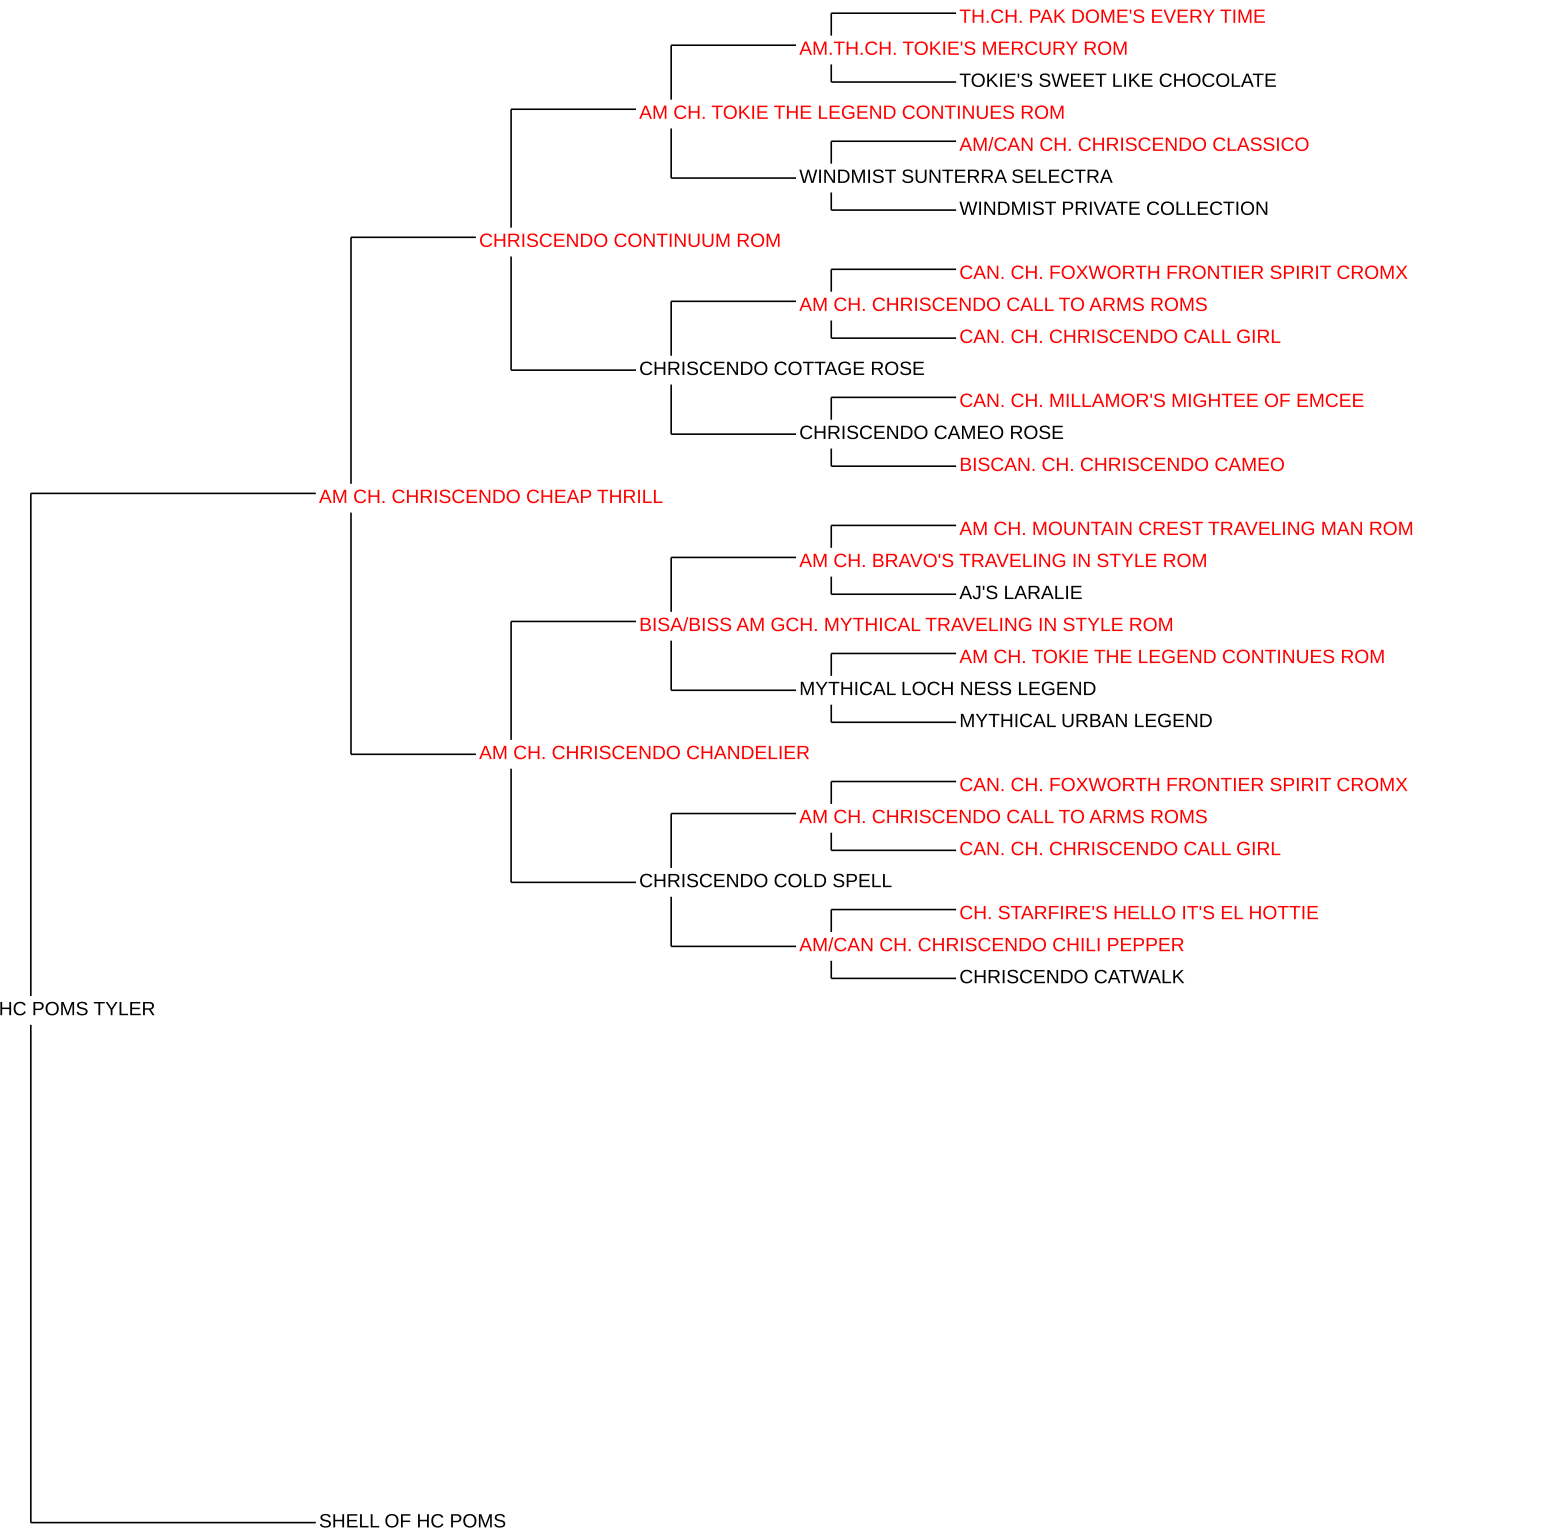 TH.CH. PAK DOME'S EVERY TIME
AM.TH.CH. TOKIE'S MERCURY ROM
TOKIE'S SWEET LIKE CHOCOLATE
AM CH. TOKIE THE LEGEND CONTINUES ROM
AM/CAN CH. CHRISCENDO CLASSICO
WINDMIST SUNTERRA SELECTRA
WINDMIST PRIVATE COLLECTION
CHRISCENDO CONTINUUM ROM
CAN. CH. FOXWORTH FRONTIER SPIRIT CROMX
AM CH. CHRISCENDO CALL TO ARMS ROMS
CAN. CH. CHRISCENDO CALL GIRL
CHRISCENDO COTTAGE ROSE
CAN. CH. MILLAMOR'S MIGHTEE OF EMCEE
CHRISCENDO CAMEO ROSE
BISCAN. CH. CHRISCENDO CAMEO
AM CH. CHRISCENDO CHEAP THRILL
AM CH. MOUNTAIN CREST TRAVELING MAN ROM
AM CH. BRAVO'S TRAVELING IN STYLE ROM
AJ'S LARALIE
BISA/BISS AM GCH. MYTHICAL TRAVELING IN STYLE ROM
AM CH. TOKIE THE LEGEND CONTINUES ROM
MYTHICAL LOCH NESS LEGEND
MYTHICAL URBAN LEGEND
AM CH. CHRISCENDO CHANDELIER
CAN. CH. FOXWORTH FRONTIER SPIRIT CROMX
AM CH. CHRISCENDO CALL TO ARMS ROMS
CAN. CH. CHRISCENDO CALL GIRL
CHRISCENDO COLD SPELL
CH. STARFIRE'S HELLO IT'S EL HOTTIE
AM/CAN CH. CHRISCENDO CHILI PEPPER
CHRISCENDO CATWALK
HC POMS TYLER
SHELL OF HC POMS